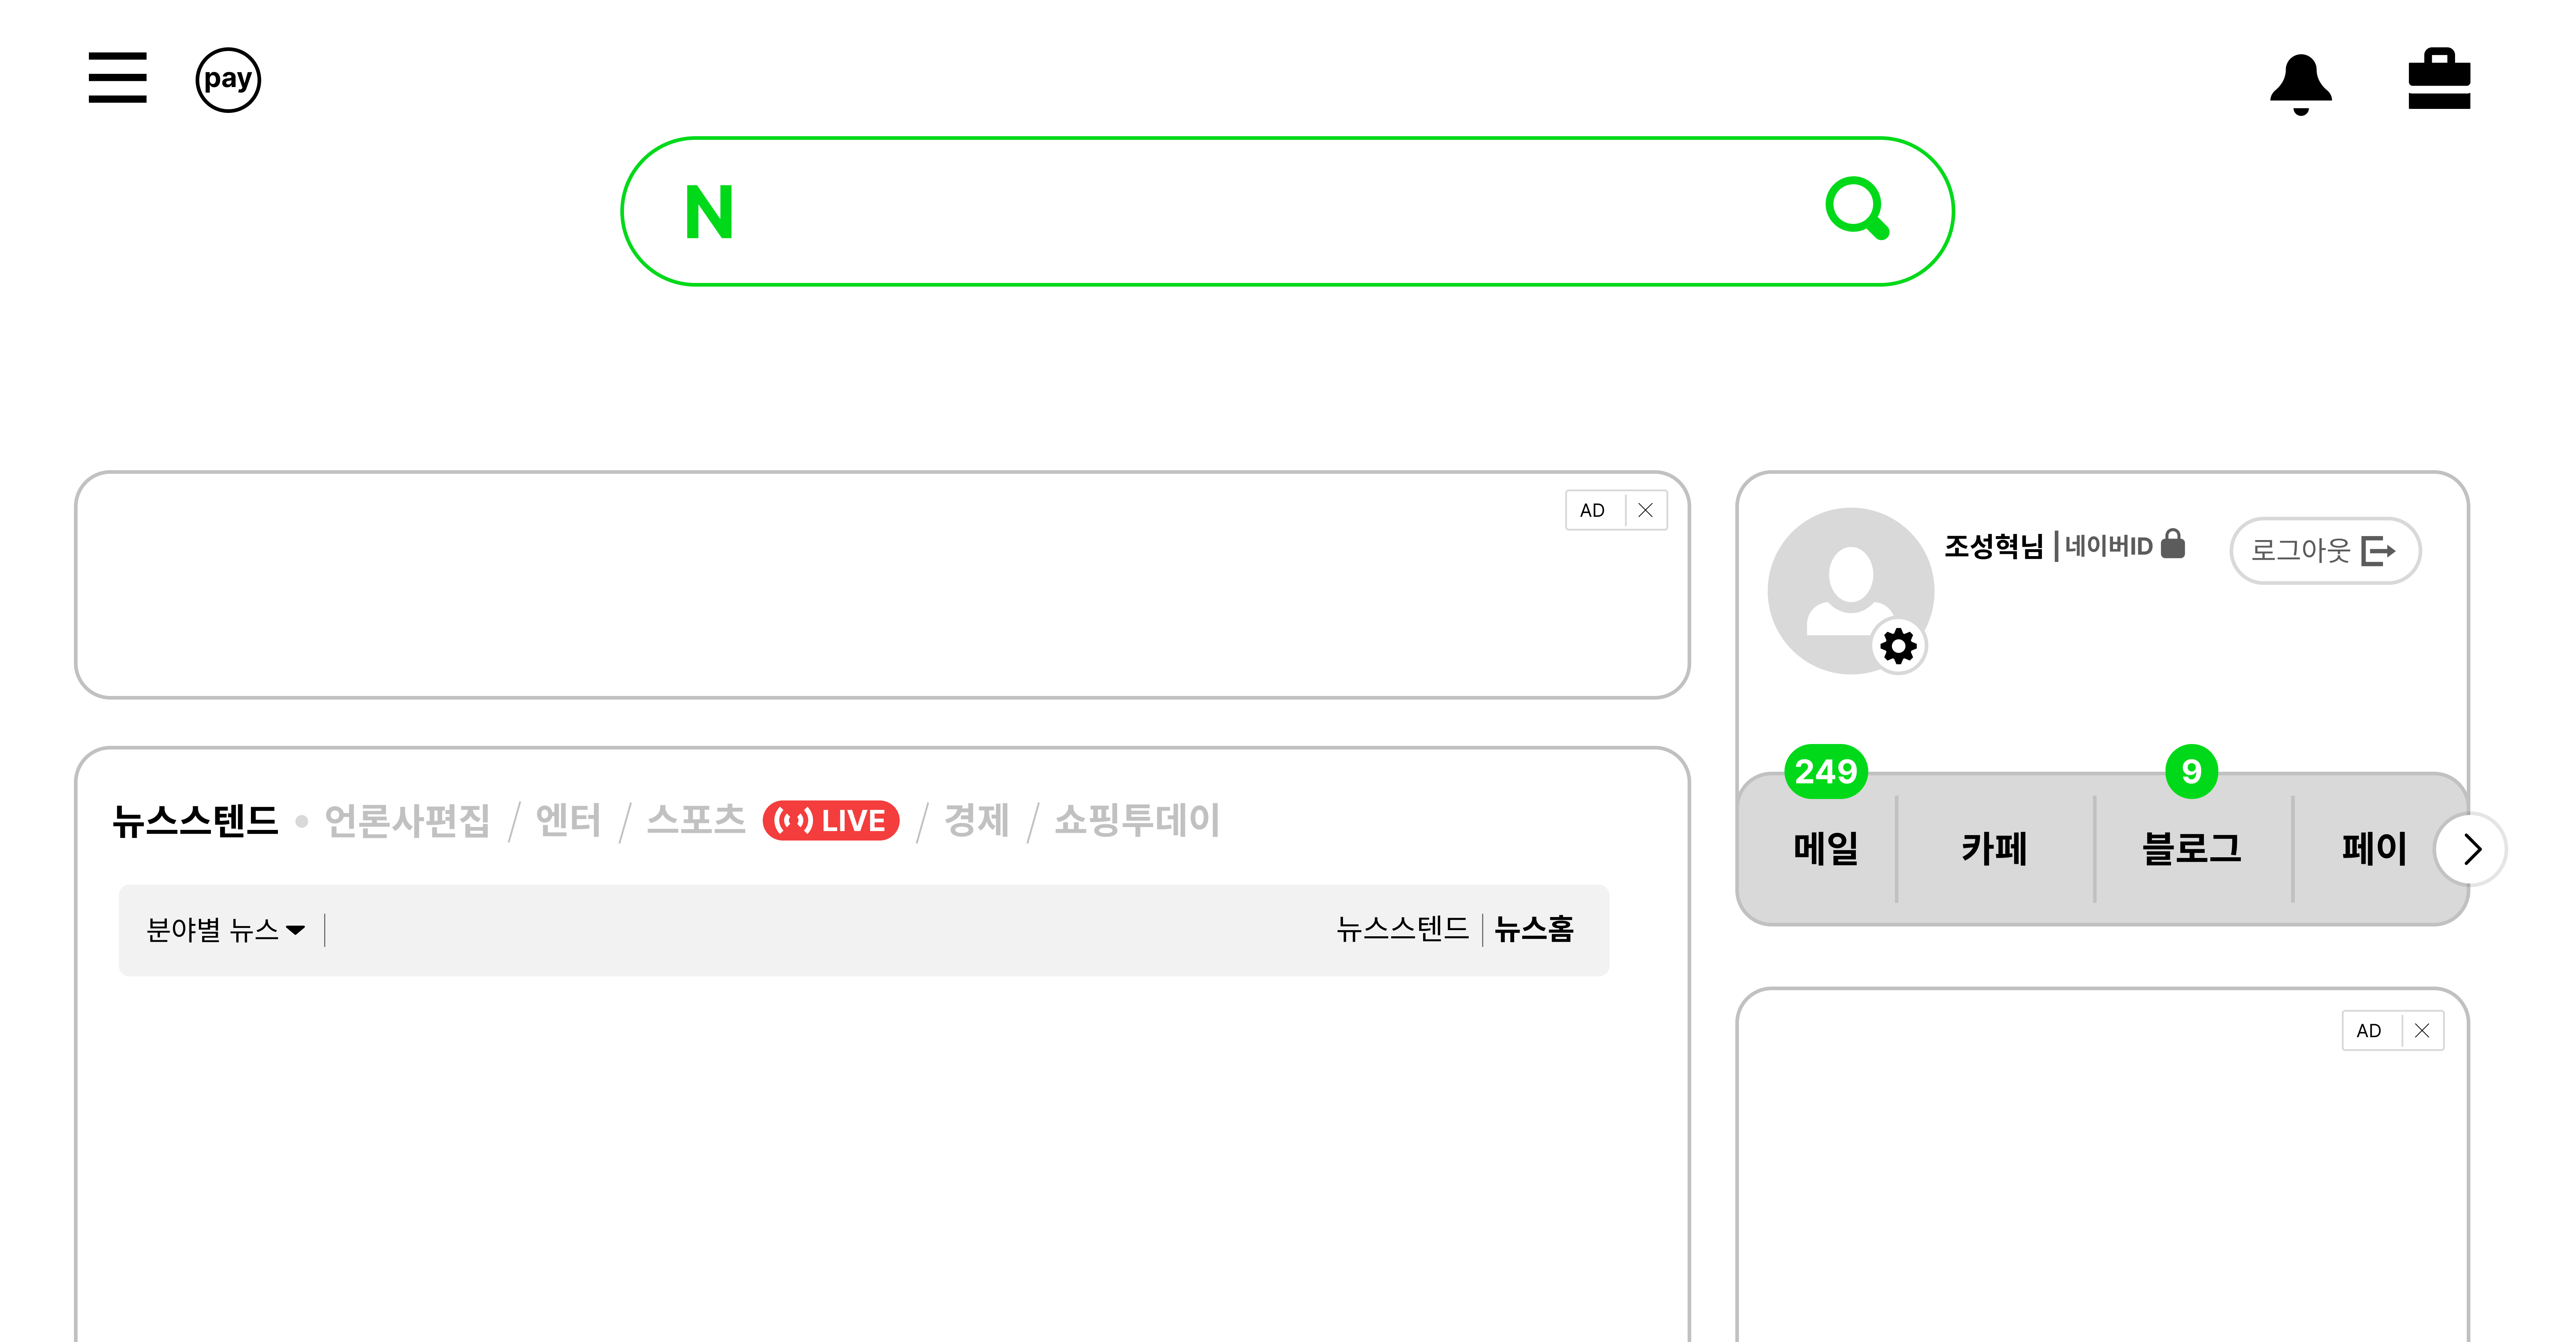 pay
N
AD
조성혁님 | 네이버ID
로그아웃
249
9
메일 카페 블로그 페이
뉴스스텐드 • 언론사편집 / 엔터 / 스포츠 LIVE / 경제 / 쇼핑투데이
분야별 뉴스 뉴스스텐드 | 뉴스홈
AD